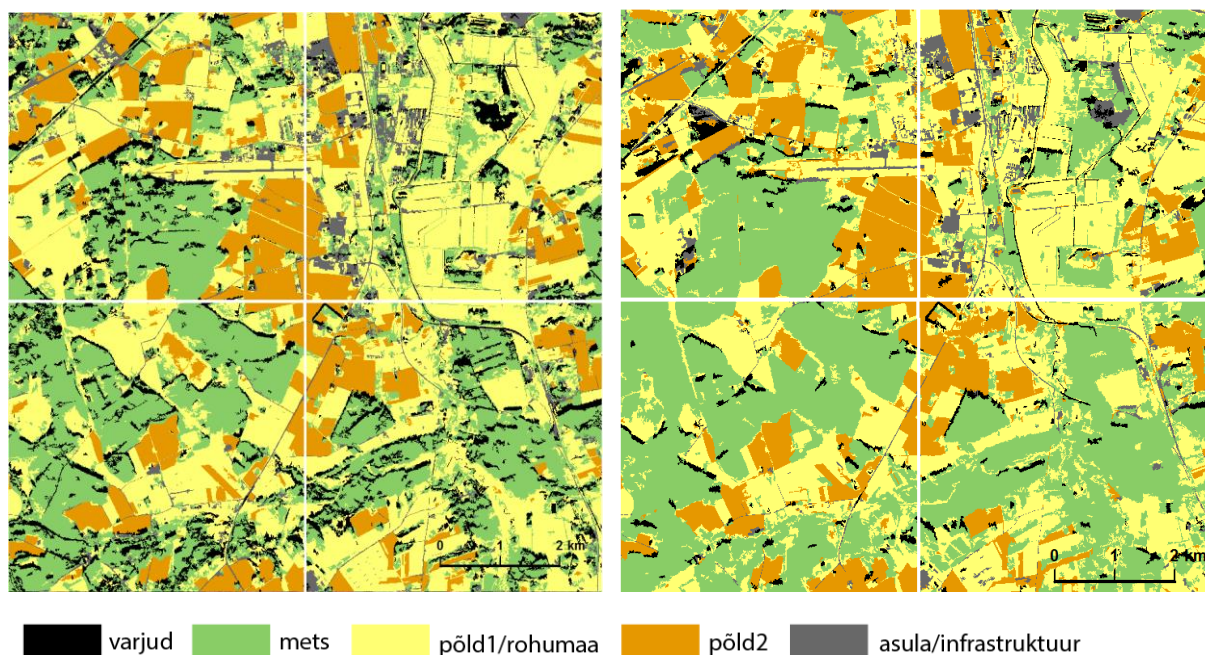 0 1 2 km
0 1 2 km
varjud mets põld1/rohumaa põld2 asula/infrastruktuur